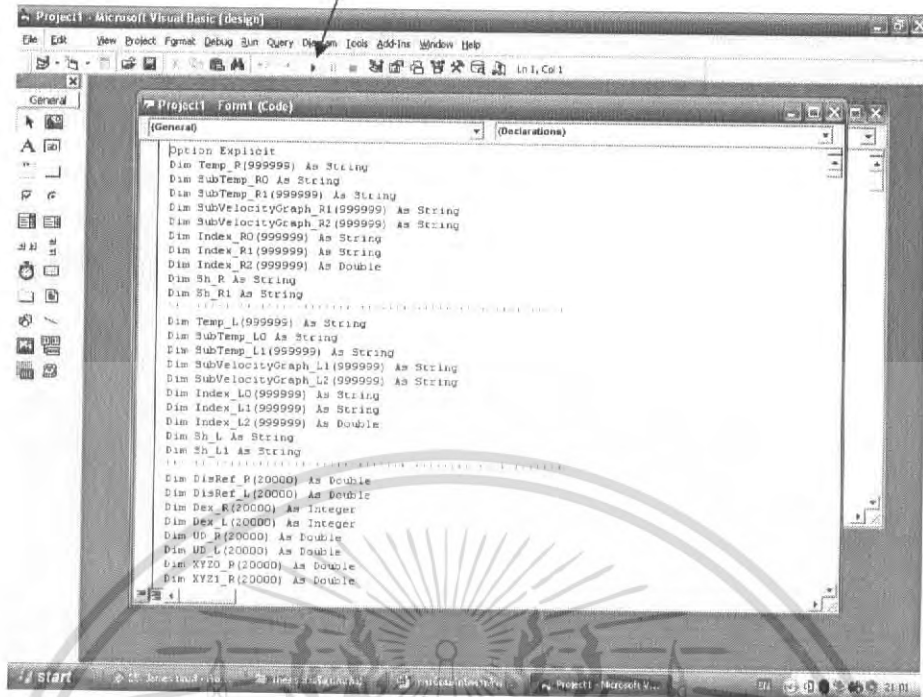 Project1 - Microsoft Visual Basic [design]
File Edit View Project Format Debug Run Query Diagram Tools Add-Ins Window Help
Ln 1, Col 1
General
Project1 Form1 (Code)
(General) (Declarations)
Option Explicit
Dim Temp_R(999999) As String
Dim SubTemp_R0 As String
Dim SubTemp_R1(999999) As String
Dim SubVelocityGraph_R1(999999) As String
Dim SubVelocityGraph_R2(999999) As String
Dim Index_R0(999999) As String
Dim Index_R1(999999) As String
Dim Index_R2(999999) As Double
Dim Sh_R As String
Dim Sh_R1 As String
Dim Temp_L(999999) As String
Dim SubTemp_L0 As String
Dim SubTemp_L1(999999) As String
Dim SubVelocityGraph_L1(999999) As String
Dim SubVelocityGraph_L2(999999) As String
Dim Index_L0(999999) As String
Dim Index_L1(999999) As String
Dim Index_L2(999999) As Double
Dim Sh_L As String
Dim Sh_L1 As String
Dim DisRef_R(20000) As Double
Dim DisRef_L(20000) As Double
Dim Dex_R(20000) As Integer
Dim Dex_L(20000) As Integer
Dim UD_R(20000) As Double
Dim UD_L(20000) As Double
Dim XYZ0_R(20000) As Double
Dim XYZ1_R(20000) As Double
start Project1 - Microsoft V... EN 21:01